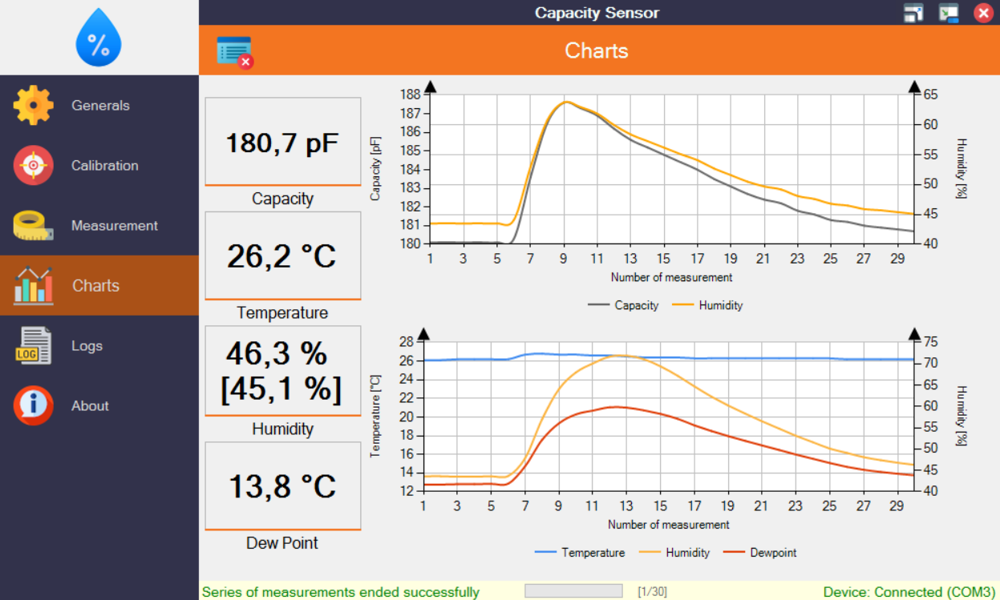 Capacity Sensor
%
Charts
Generals
Calibration
Measurement
Charts
LOG
Logs
i
About
180,7 pF
Capacity
26,2 °C
Temperature
46,3 %
[45,1 %]
Humidity
13,8 °C
Dew Point
Capacity [pF]
188
187
186
185
184
183
182
181
180
65
60
55
50
45
40
Humidity [%]
1 3 5 7 9 11 13 15 17 19 21 23 25 27 29
Number of measurement
Capacity Humidity
Temperature [°C]
28
26
24
22
20
18
16
14
12
75
70
65
60
55
50
45
40
Humidity [%]
1 3 5 7 9 11 13 15 17 19 21 23 25 27 29
Number of measurement
Temperature Humidity Dewpoint
Series of measurements ended successfully [1/30] Device: Connected (COM3)